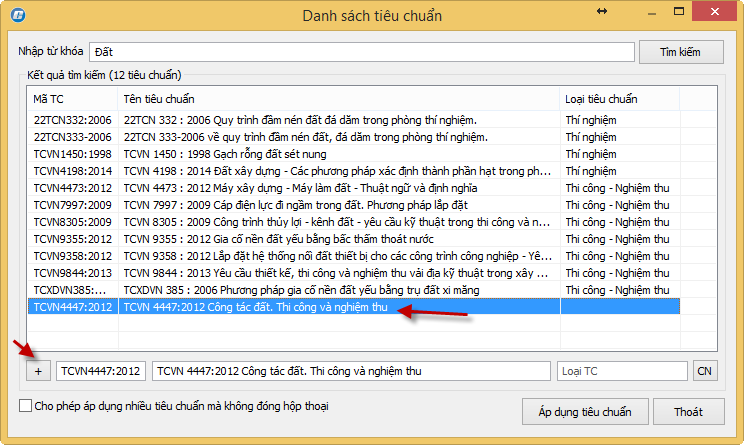 Danh sách tiêu chuẩn
Nhập từ khóa Đất Tìm kiếm
Kết quả tìm kiếm (12 tiêu chuẩn)
Mã TC Tên tiêu chuẩn Loại tiêu chuẩn
22TCN332:2006 22TCN 332 : 2006 Quy trình đầm nén đất đá dăm trong phòng thí nghiệm. Thí nghiệm
22TCN333-2006 22TCN 333-2006 về quy trình đầm nén đất, đá dăm trong phòng thí nghiệm. Thí nghiệm
TCVN1450:1998 TCVN 1450 : 1998 Gạch rỗng đất sét nung Thí nghiệm
TCVN4198:2014 TCVN 4198 : 2014 Đất xây dựng - Các phương pháp xác định thành phần hạt trong ph... Thí nghiệm
TCVN4473:2012 TCVN 4473 : 2012 Máy xây dựng - Máy làm đất - Thuật ngữ và định nghĩa Thi công - Nghiệm thu
TCVN7997:2009 TCVN 7997 : 2009 Cáp điện lực đi ngầm trong đất. Phương pháp lắp đặt Thi công - Nghiệm thu
TCVN8305:2009 TCVN 8305 : 2009 Công trình thủy lợi - kênh đất - yêu cầu kỹ thuật trong thi công và n... Thi công - Nghiệm thu
TCVN9355:2012 TCVN 9355 : 2012 Gia cố nền đất yếu bằng bấc thấm thoát nước Thi công - Nghiệm thu
TCVN9358:2012 TCVN 9358 : 2012 Lắp đặt hệ thống nối đất thiết bị cho các công trình công nghiệp - Yê... Thi công - Nghiệm thu
TCVN9844:2013 TCVN 9844 : 2013 Yêu cầu thiết kế, thi công và nghiệm thu vải địa kỹ thuật trong xây ... Thi công - Nghiệm thu
TCXDVN385:... TCXDVN 385 : 2006 Phương pháp gia cố nền đất yếu bằng trụ đất xi măng Thi công - Nghiệm thu
TCVN4447:2012 TCVN 4447:2012 Công tác đất. Thi công và nghiệm thu
+ TCVN4447:2012 TCVN 4447:2012 Công tác đất. Thi công và nghiệm thu Loại TC CN
Cho phép áp dụng nhiều tiêu chuẩn mà không đóng hộp thoại Áp dụng tiêu chuẩn Thoát